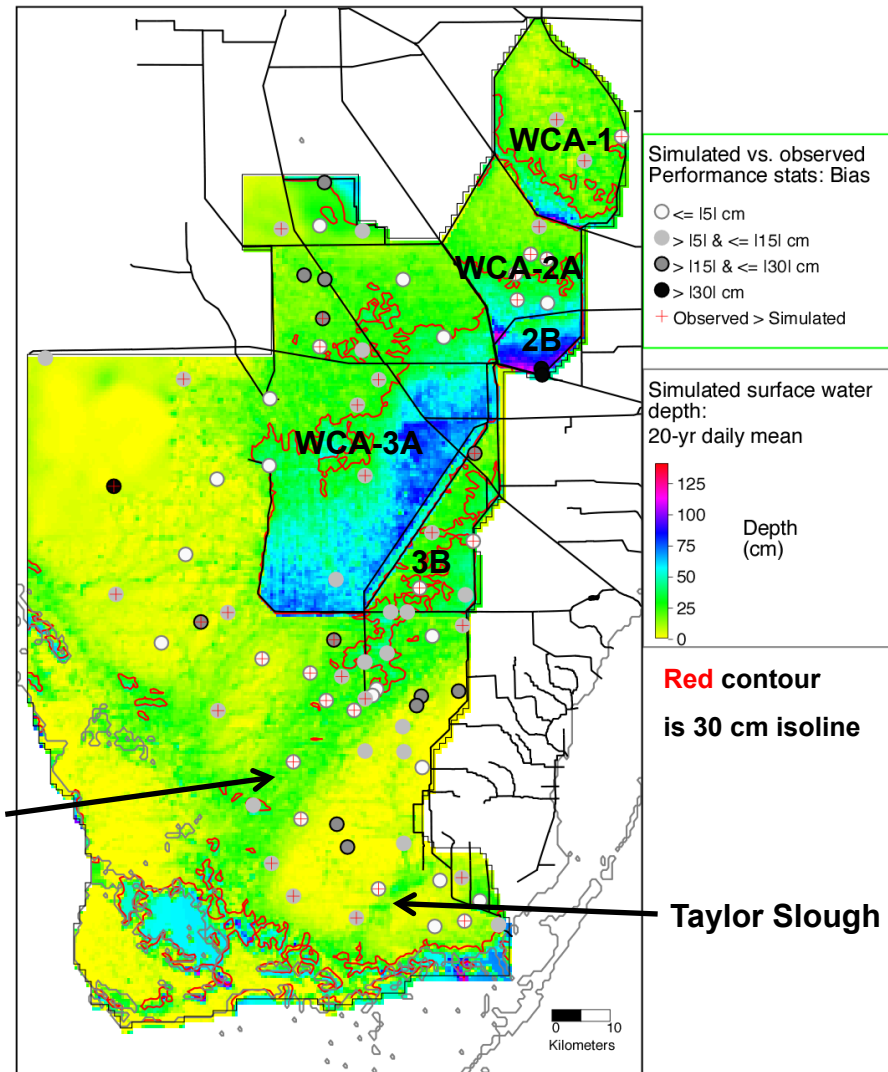 WCA-1
WCA-2A
2B
WCA-3A
3B
Simulated vs. observed
Performance stats: Bias
<= |5| cm
> |5| & <= |15| cm
> |15| & <= |30| cm
> |30| cm
+ Observed > Simulated
Simulated surface water
depth:
20-yr daily mean
125
100
75
50
25
0
Depth
(cm)
Red contour
is 30 cm isoline
Taylor Slough
0 10
Kilometers